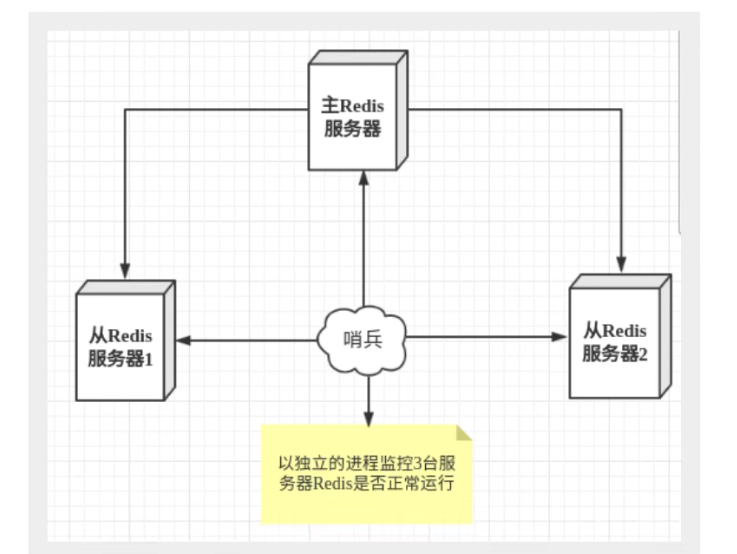 主Redis
服务器
从Redis
服务器1
哨兵
从Redis
服务器2
以独立的进程监控3台服
务器Redis是否正常运行